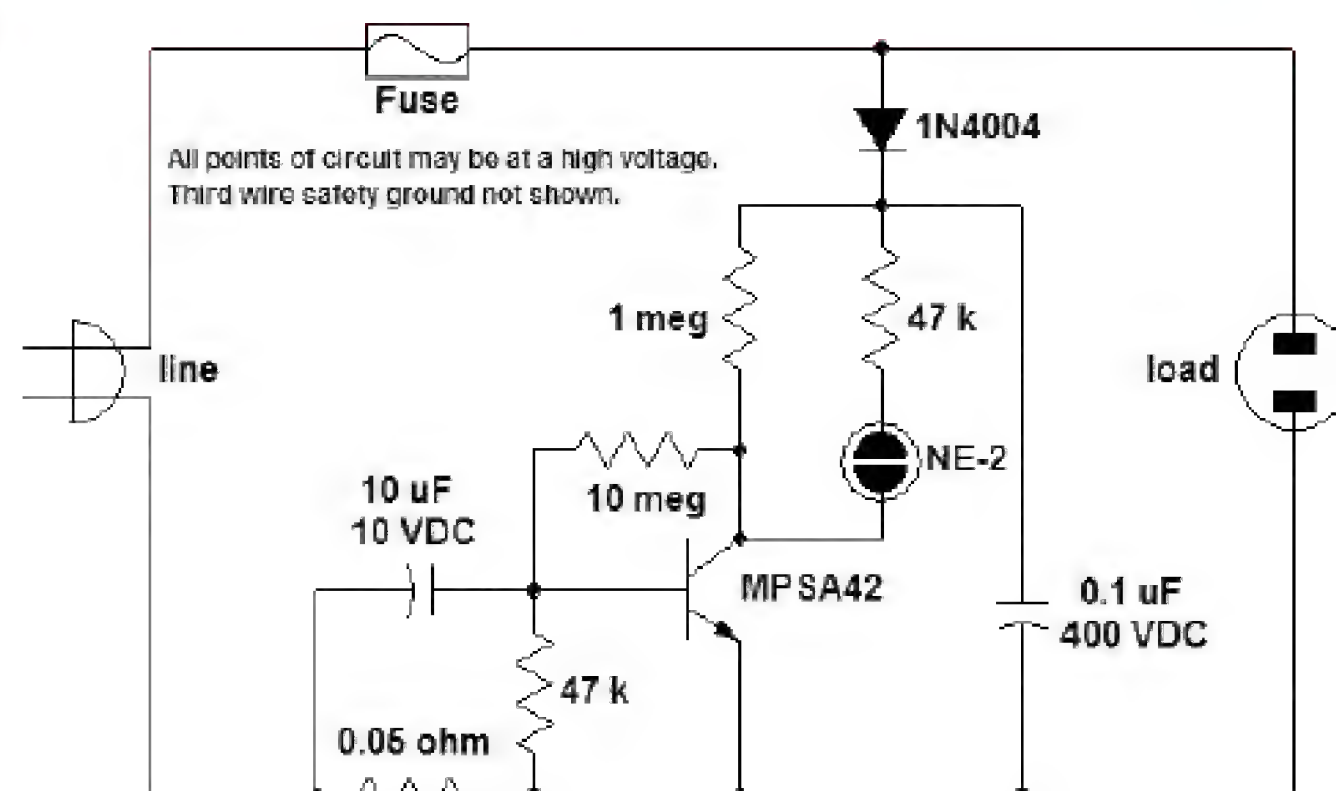 Fuse
1N4004
All points of circuit may be at a high voltage.
Third wire safety ground not shown.
1 meg
47 k
line
load
NE-2
10 uF
10 VDC
10 meg
MPSA42
0.1 uF
400 VDC
47 k
0.05 ohm